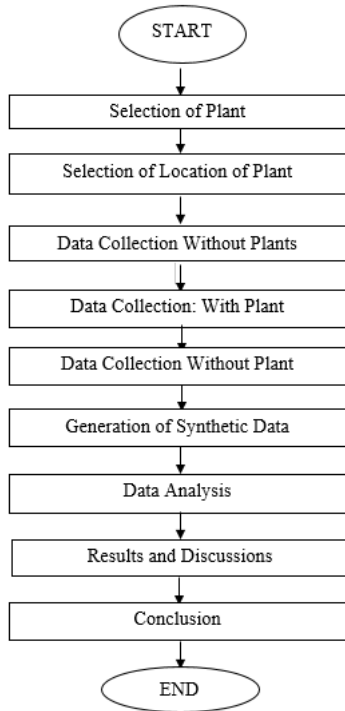 START
Selection of Plant
Selection of Location of Plant
Data Collection Without Plants
Data Collection: With Plant
Data Collection Without Plant
Generation of Synthetic Data
Data Analysis
Results and Discussions
Conclusion
END